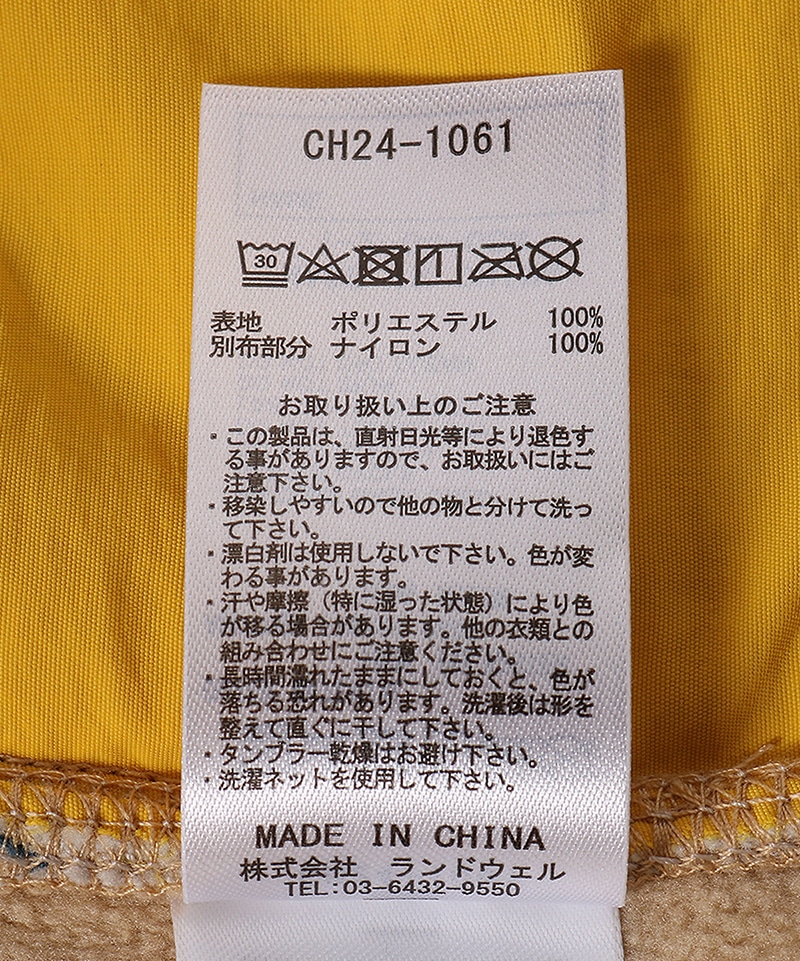 CH24-1061
30
表地 ポリエステル 100%
別布部分 ナイロン 100%
お取り扱い上のご注意
・この製品は、直射日光等により退色す
る事がありますので、お取扱いにはご
注意下さい。
・移染しやすいので他の物と分けて洗っ
て下さい。
・漂白剤は使用しないで下さい。色が変
わる事があります。
・汗や摩擦（特に湿った状態）により色
が移る場合があります。他の衣類との
組み合わせにご注意ください。
・長時間濡れたままにしておくと、色が
落ちる恐れがあります。洗濯後は形を
整えて直ぐに干して下さい。
・タンブラー乾燥はお避け下さい。
・洗濯ネットを使用して下さい。
MADE IN CHINA
株式会社 ランドウェル
TEL:03-6432-9550